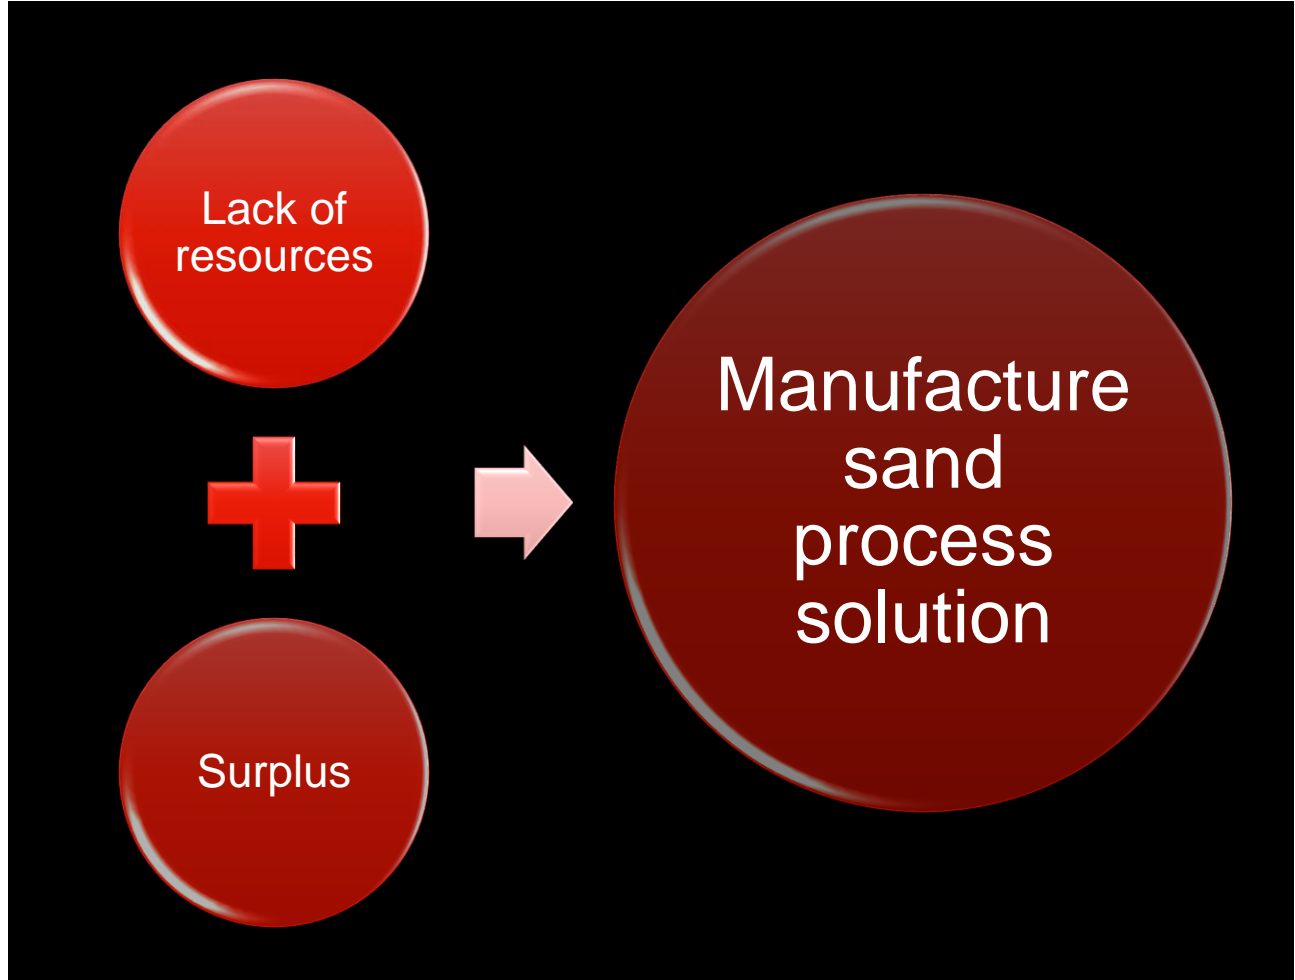 Lack of
resources
Surplus
Manufacture
sand
process
solution